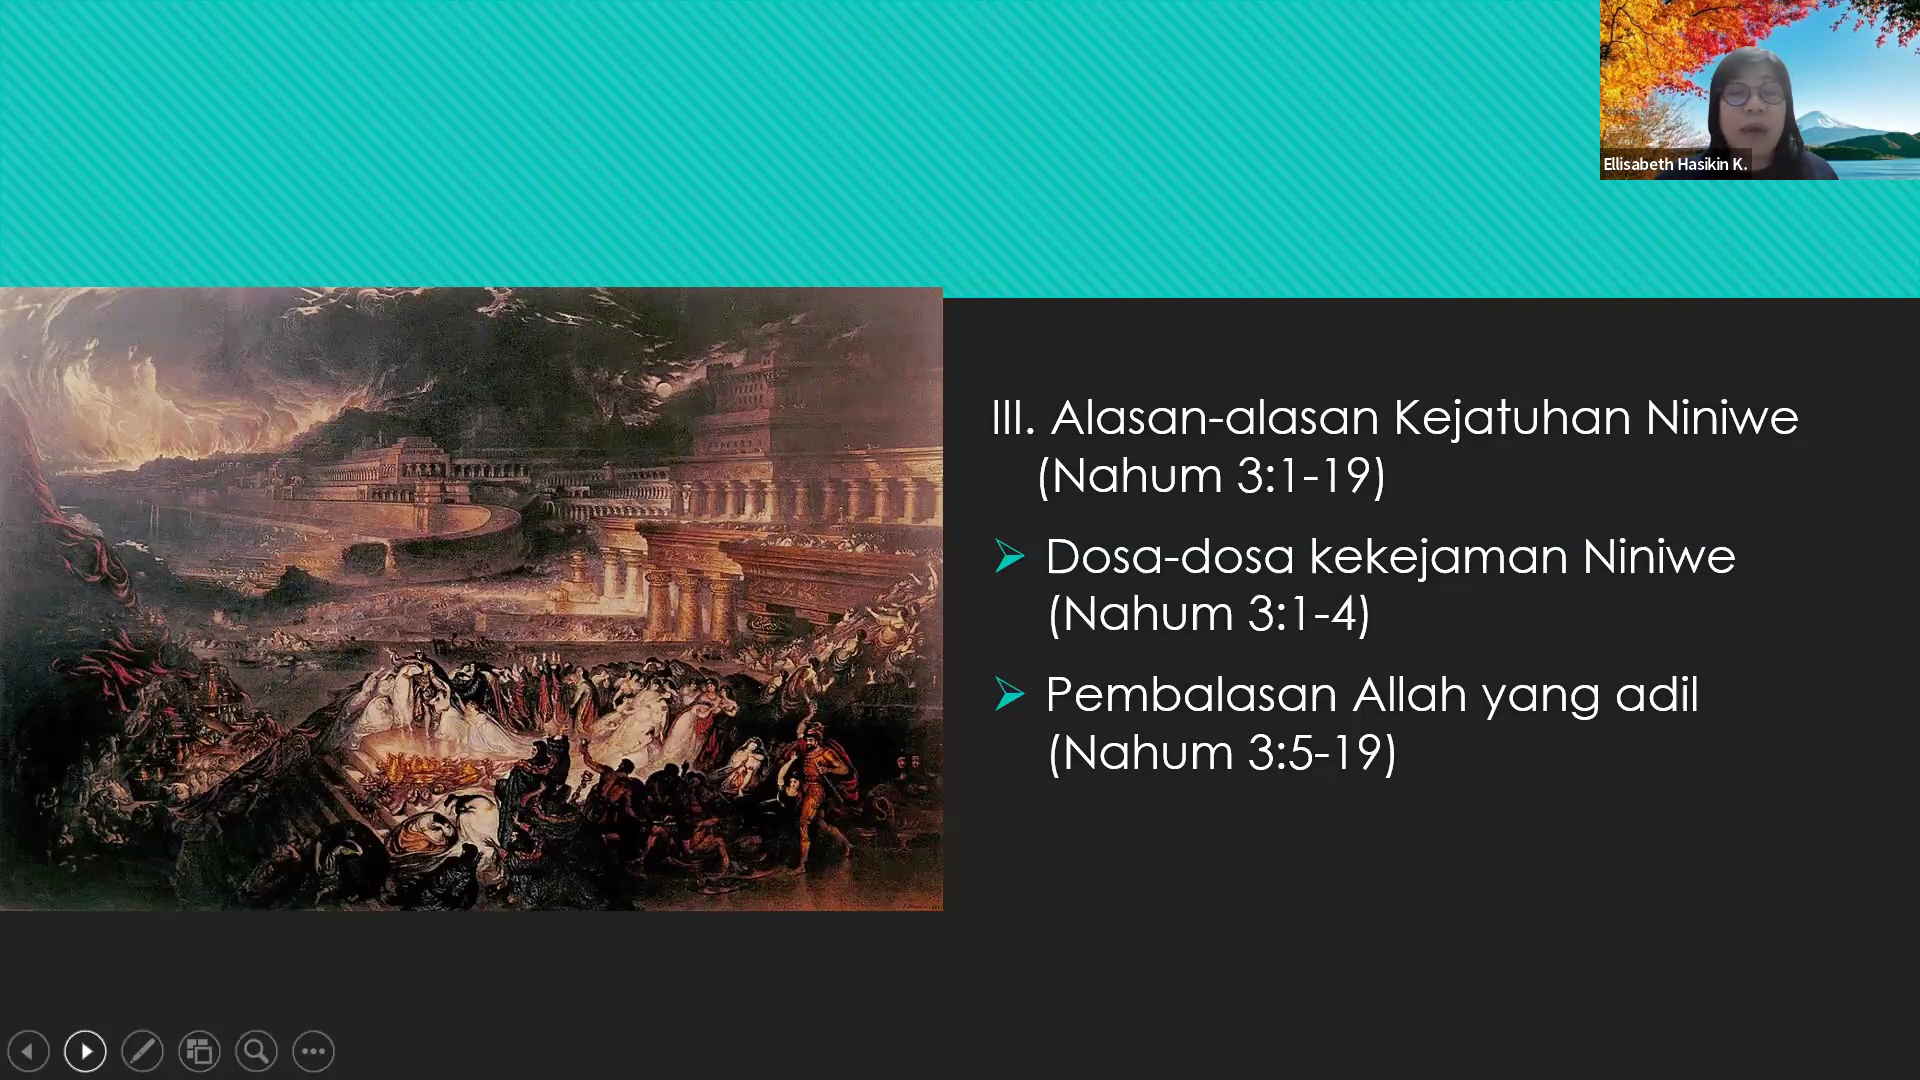 Ellisabeth Hasikin K.
III. Alasan-alasan Kejatuhan Niniwe
(Nahum 3:1-19)
Dosa-dosa kekejaman Niniwe
(Nahum 3:1-4)
Pembalasan Allah yang adil
(Nahum 3:5-19)